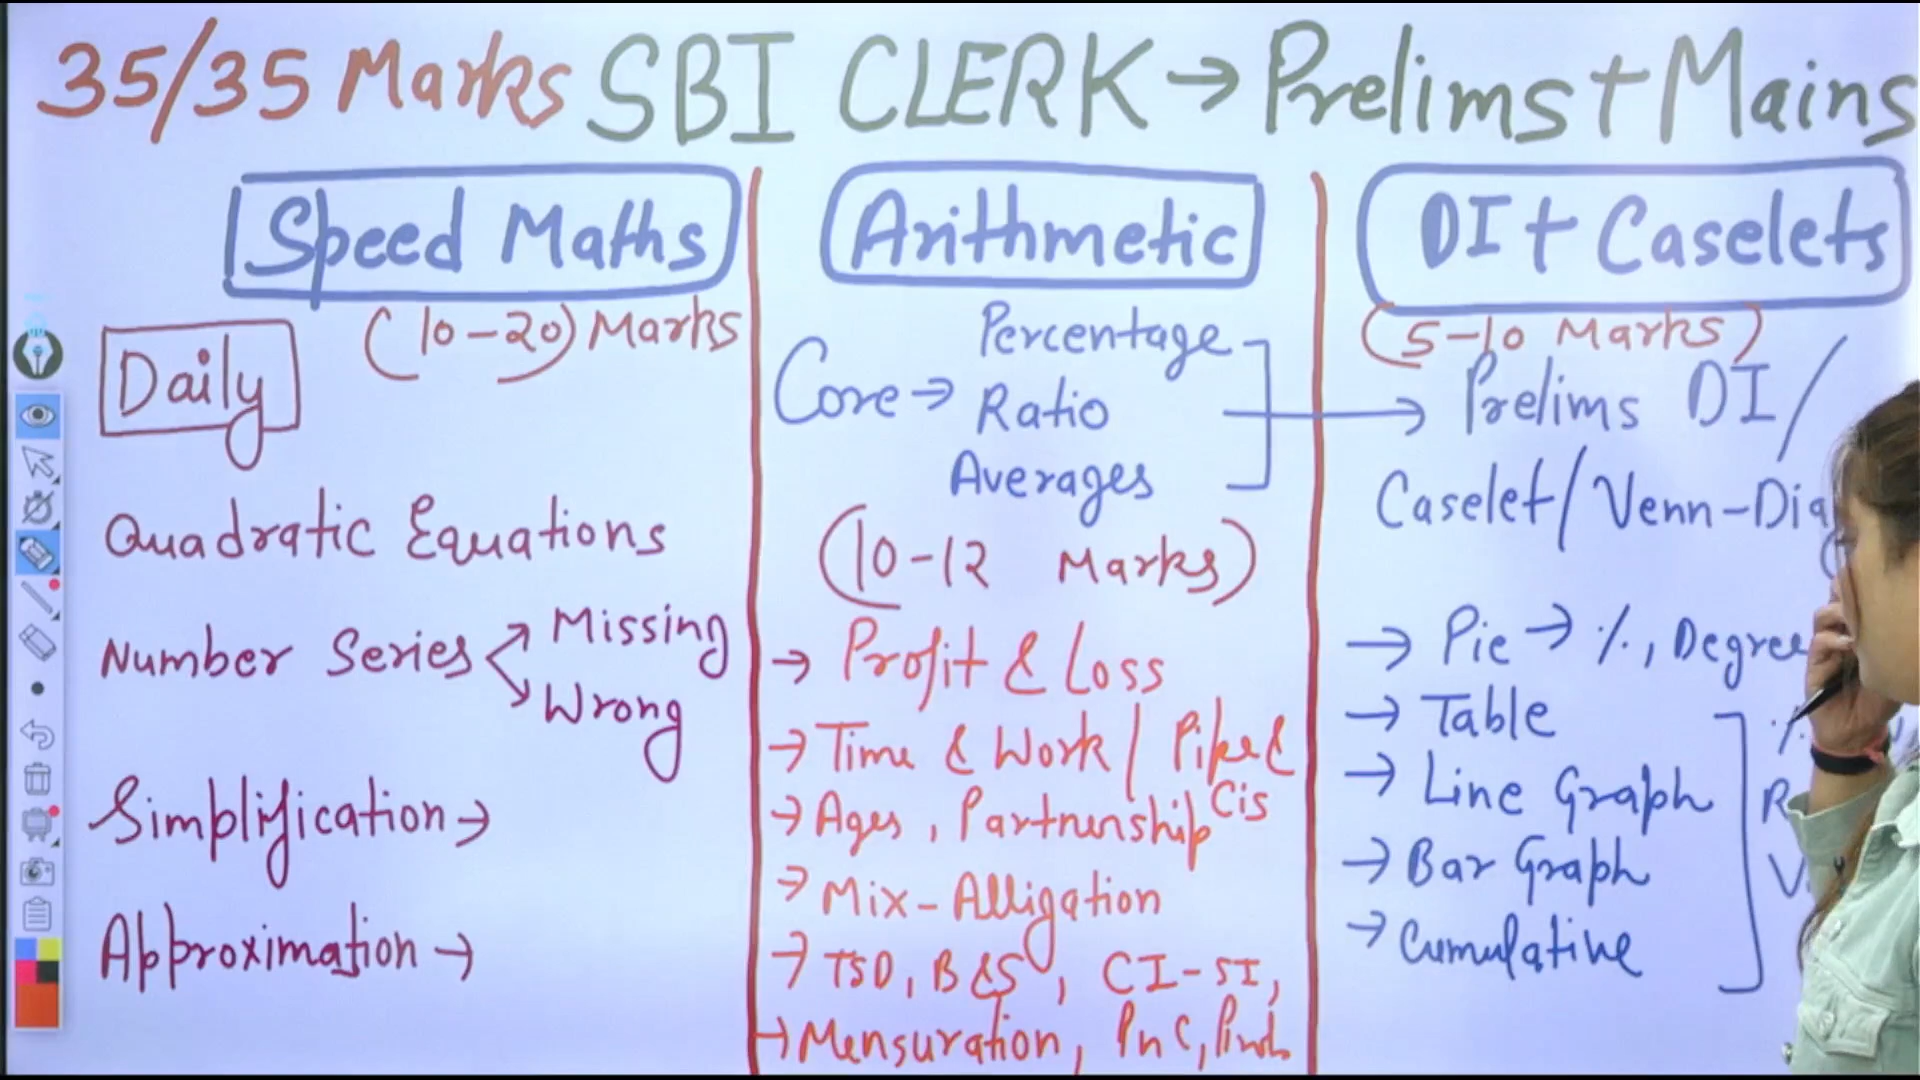 35/35 Marks SBI CLERK → Prelims + Mains
Speed Maths
(10-20) Marks
Daily
Quadratic Equations
Number Series
Missing
Wrong
Simplification →
Approximation →
Arithmetic
Core →
Percentage
Ratio
Averages
(10-12 Marks)
→ Profit & Loss
→ Time & Work / Pipe &
Cis
→ Ages, Partnership
→ Mix-Alligation
→ TSD, B&S, CI-SI,
→ Mensuration, PnC,
DI + Caselets
(5-10 Marks)
→ Prelims DI /
Caselet / Venn-Dia
→ Pie → %, Degree
→ Table
→ Line Graph
→ Bar Graph
→ Cumulative
%
R
V